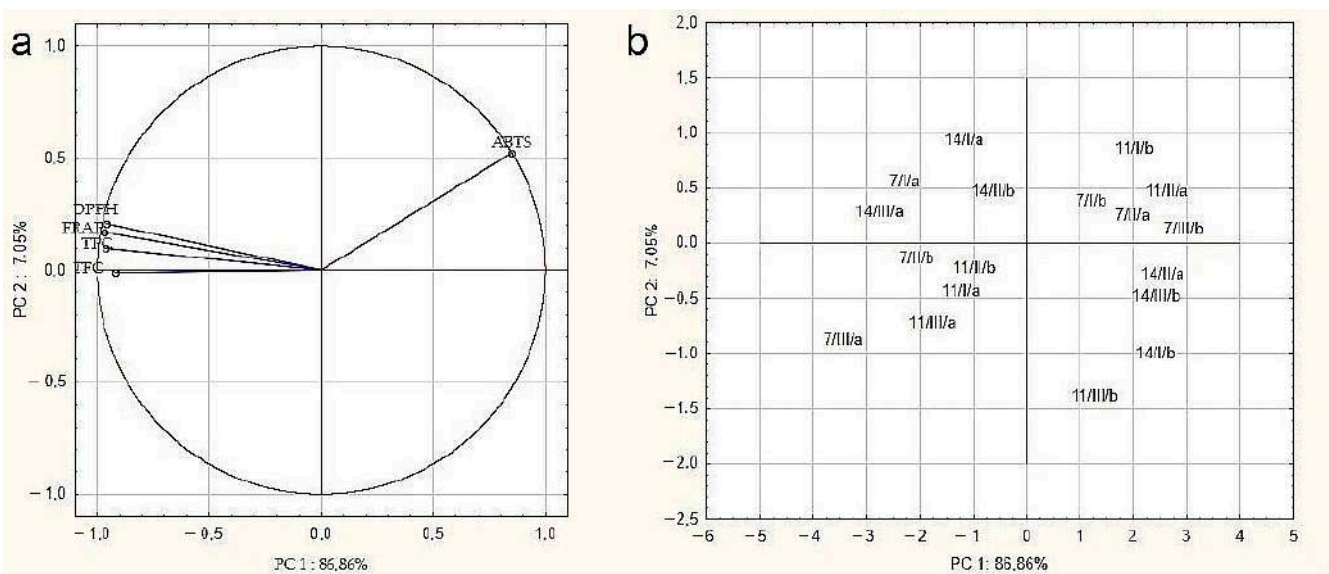 a
1.0
0.5
0.0
-0.5
-1.0
-1.0 -0.5 0.0 0.5 1.0
PC 2 : 7.05%
PC 1 : 86.86%
ABTS
DPPH
FRAP
TPC
TFC
b
2.0
1.5
1.0
0.5
0.0
-0.5
-1.0
-1.5
-2.0
-2.5
-6 -5 -4 -3 -2 -1 0 1 2 3 4 5
PC 2 : 7.05%
PC 1: 86.86%
14/I/a
11/I/b
7/I/a
14/II/b
11/II/a
14/III/a
7/I/b
7/II/a
7/III/b
7/II/b
11/II/b
14/II/a
11/I/a
14/III/b
11/III/a
7/III/a
14/I/b
11/III/b